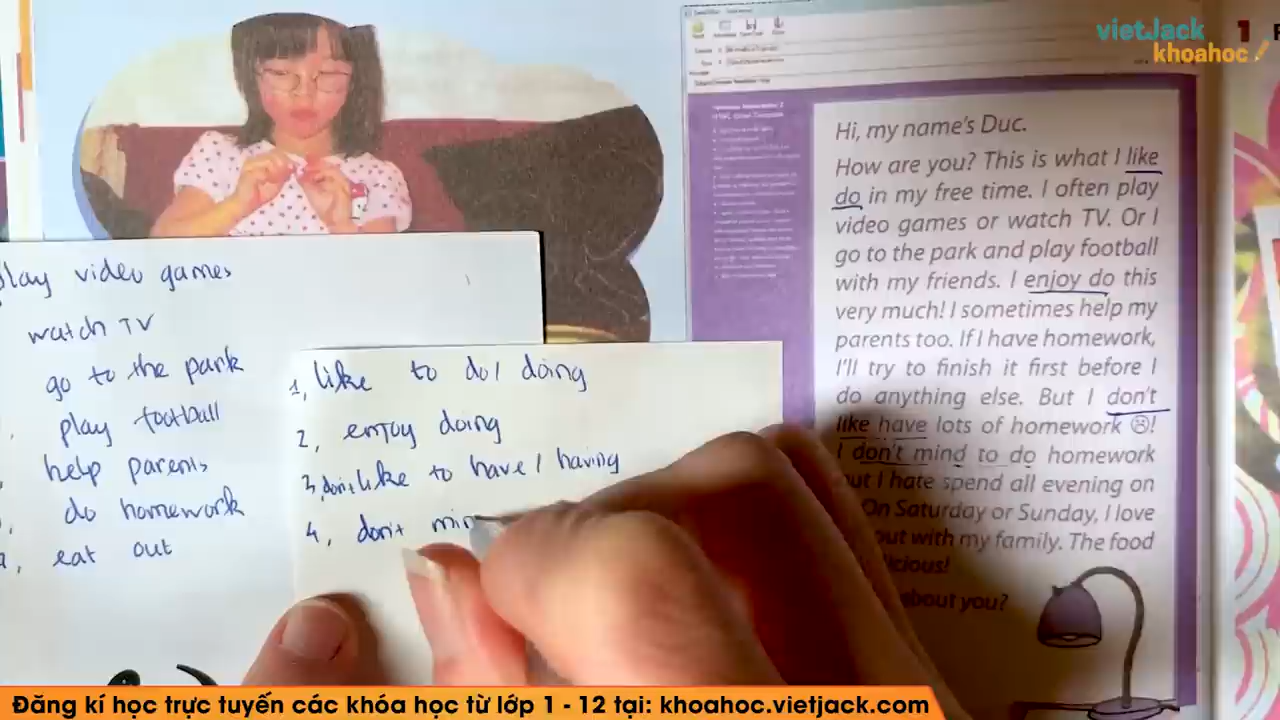 vietJack
khoahoc
1
Hi, my name's Duc.
How are you? This is what I like
do in my free time. I often play
video games or watch TV. Or I
go to the park and play football
with my friends. I enjoy do this
very much! I sometimes help my
parents too. If I have homework,
I'll try to finish it first before I
do anything else. But I don't
like have lots of homework ☹!
I don't mind to do homework
but I hate spend all evening on
On Saturday or Sunday, I love
out with my family. The food
licious!
about you?
play video games
watch TV
go to the park
play football
help parents
do homework
eat out
1, like to do / doing
2, enjoy doing
3, don't like to have / having
4, don't min
Đăng kí học trực tuyến các khóa học từ lớp 1 - 12 tại: khoahoc.vietjack.com